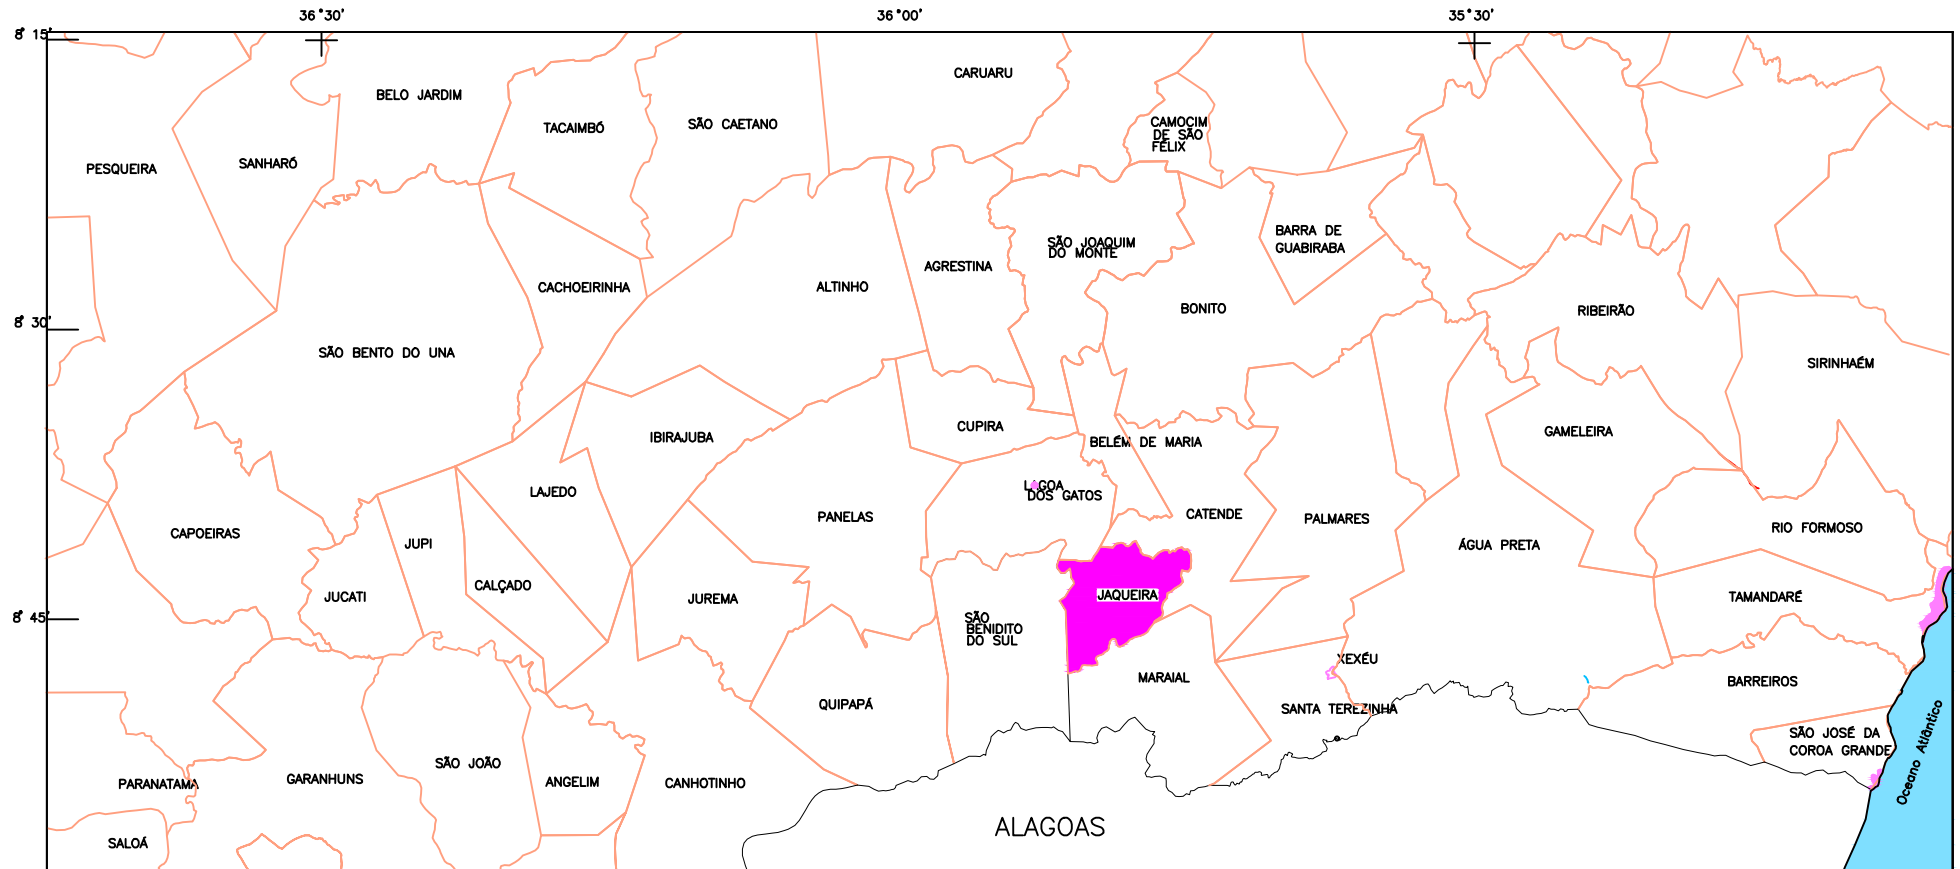 36°30'
36°00'
35°30'
8° 15'
CARUARU
BELO JARDIM
TACAIMBÓ
SÃO CAETANO
CAMOCIM
DE SÃO
FÉLIX
PESQUEIRA
SANHARÓ
BARRA DE
GUABIRABA
SÃO JOAQUIM
DO MONTE
AGRESTINA
CACHOEIRINHA
ALTINHO
BONITO
RIBEIRÃO
8° 30'
SÃO BENTO DO UNA
SIRINHAÉM
IBIRAJUBA
CUPIRA
BELÉM DE MARIA
GAMELEIRA
LAJEDO
LAGOA
DOS GATOS
CAPOEIRAS
PANELAS
CATENDE
PALMARES
RIO FORMOSO
JUPI
ÁGUA PRETA
CALÇADO
JUCATI
JUREMA
JAQUEIRA
TAMANDARÉ
8° 45'
SÃO
BENIDITO
DO SUL
XEXÉU
MARAIAL
BARREIROS
QUIPAPÁ
SANTA TEREZINHA
SÃO JOSÉ DA
COROA GRANDE
Oceano Atlântico
PARANATAMA
GARANHUNS
SÃO JOÃO
ANGELIM
CANHOTINHO
ALAGOAS
SALOÁ